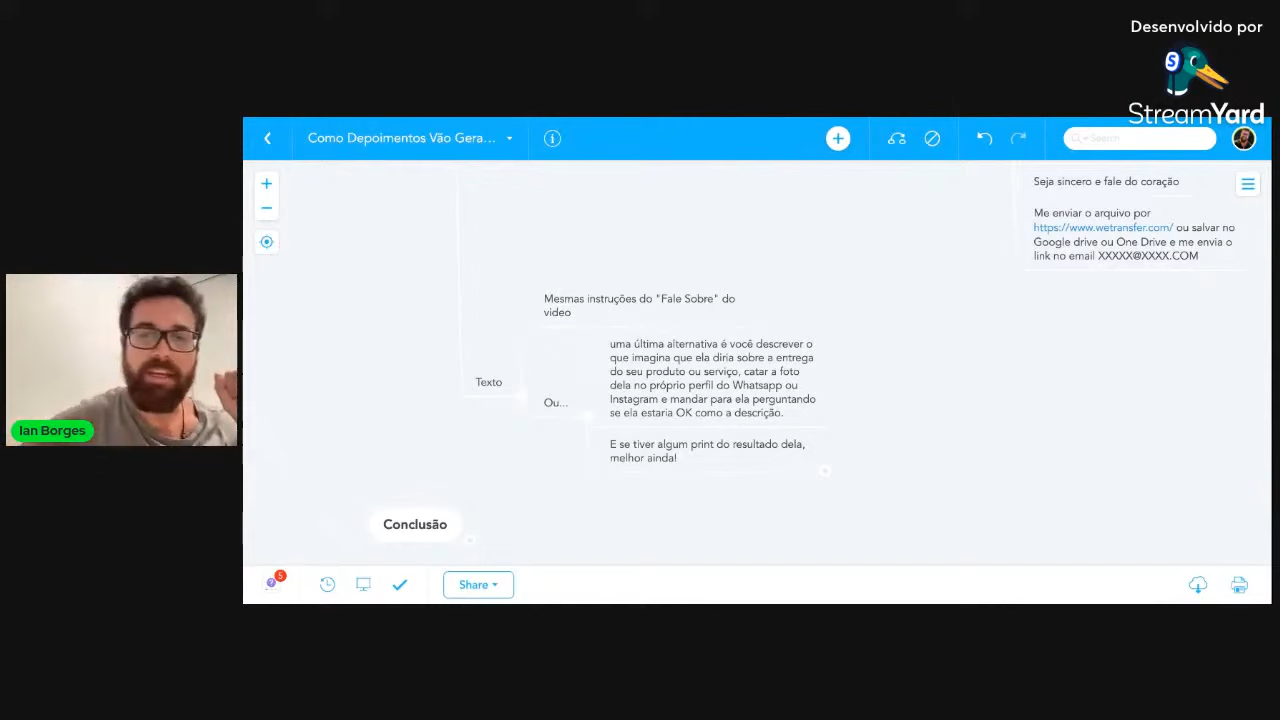 Desenvolvido por
StreamYard
Como Depoimentos Vão Gera...
Search
Seja sincero e fale do coração
Me enviar o arquivo por
https://www.wetransfer.com/ ou salvar no
Google drive ou One Drive e me envia o
link no email XXXXX@XXXX.COM
Mesmas instruções do "Fale Sobre" do
video
uma última alternativa é você descrever o
que imagina que ela diria sobre a entrega
do seu produto ou serviço, catar a foto
dela no próprio perfil do Whatsapp ou
Instagram e mandar para ela perguntando
se ela estaria OK como a descrição.
Texto
Ou...
E se tiver algum print do resultado dela,
melhor ainda!
Ian Borges
Conclusão
5
Share